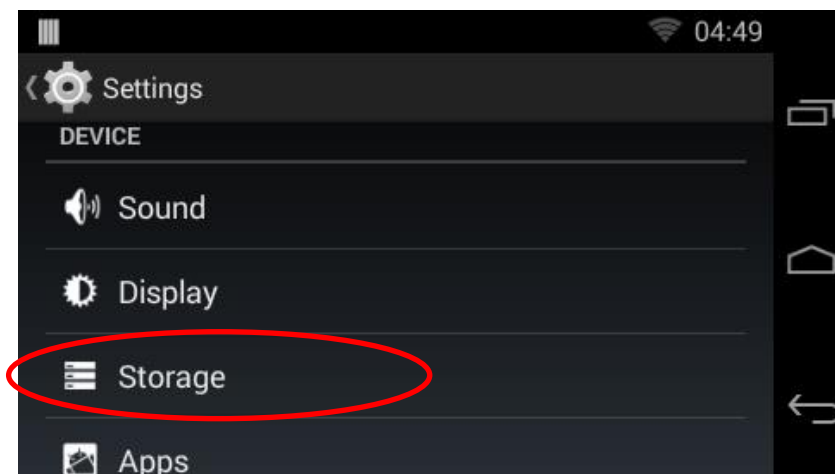 04:49
Settings
DEVICE
Sound
Display
Storage
Apps